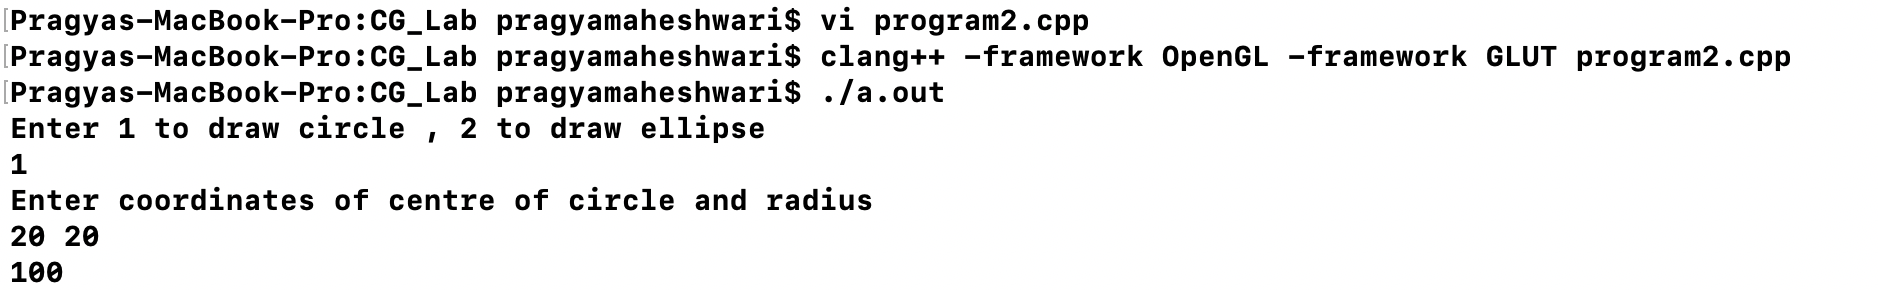 [Pragyas-MacBook-Pro:CG_Lab pragyamaheshwari$ vi program2.cpp
[Pragyas-MacBook-Pro:CG_Lab pragyamaheshwari$ clang++ -framework OpenGL -framework GLUT program2.cpp
[Pragyas-MacBook-Pro:CG_Lab pragyamaheshwari$ ./a.out
Enter 1 to draw circle , 2 to draw ellipse
1
Enter coordinates of centre of circle and radius
20 20
100